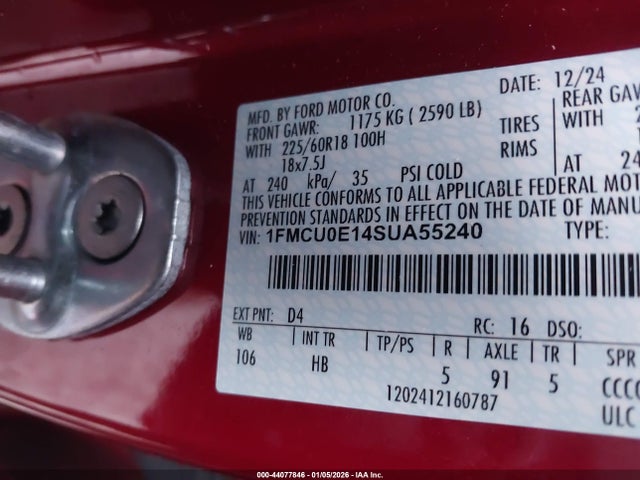 DATE: 12/24
MFD. BY FORD MOTOR CO.
FRONT GAWR: 1175 KG ( 2590 LB) REAR GAW
WITH 225/60R18 100H TIRES WITH
18x7.5J RIMS
AT 240 kPa/ 35 PSI COLD AT 24
THIS VEHICLE CONFORMS TO ALL APPLICABLE FEDERAL MOT
PREVENTION STANDARDS IN EFFECT ON THE DATE OF MANU
VIN: 1FMCU0E14SUA55240 TYPE:
EXT PNT: D4 RC: 16 DSO:
WB INT TR TP/PS R AXLE TR SPR
106 HB 5 91 5 CCCC
1202412160787 ULC
000-44077846 - 01/05/2026 - IAA Inc.